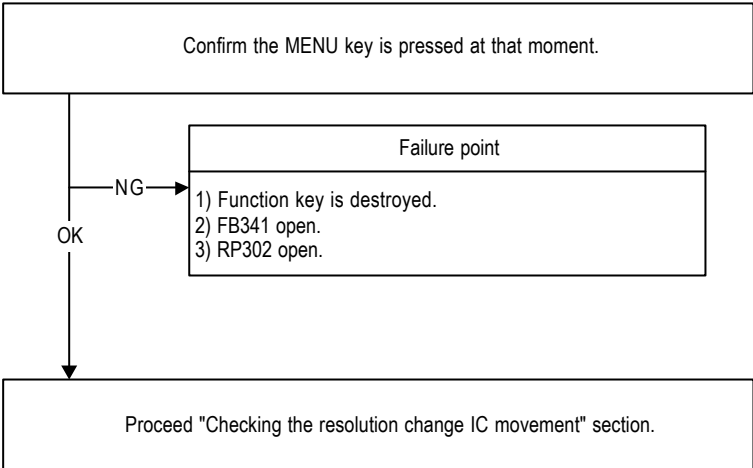 Confirm the MENU key is pressed at that moment.
Failure point
NG
1) Function key is destroyed.
2) FB341 open.
3) RP302 open.
OK
Proceed "Checking the resolution change IC movement" section.